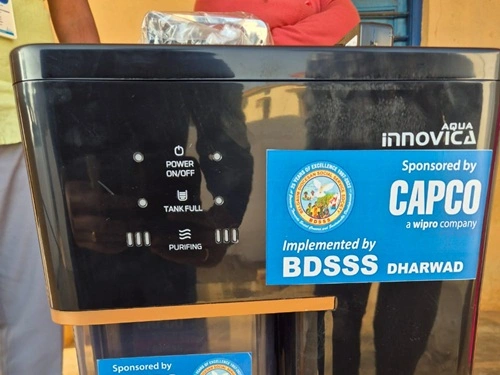 AQUA
INNOVICA
POWER
ON/OFF
TANK FULL
PURIFING
Sponsored by
CAPCO
a wipro company
Implemented by
BDSSS DHARWAD
Sponsored by